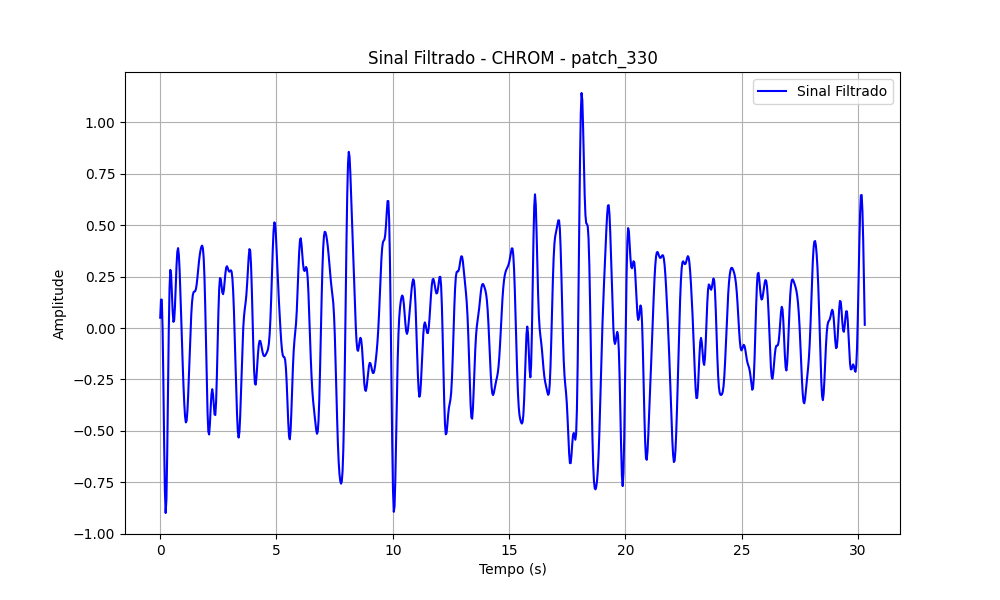 Sinal Filtrado - CHROM - patch_330
Sinal Filtrado
1.00
0.75
0.50
0.25
0.00
−0.25
−0.50
−0.75
−1.00
Amplitude
0 5 10 15 20 25 30
Tempo (s)